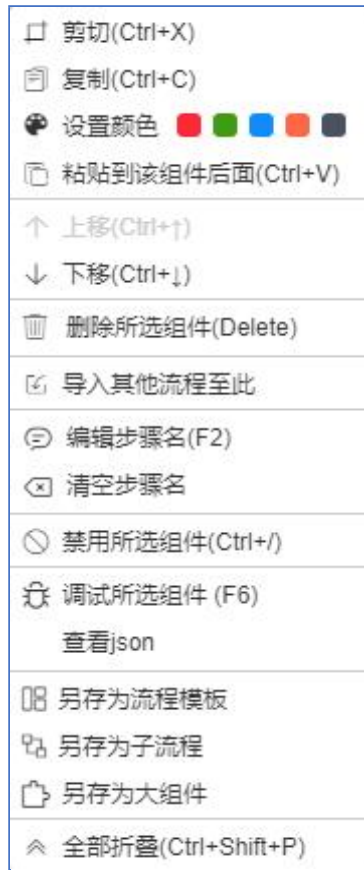 剪切(Ctrl+X)
复制(Ctrl+C)
设置颜色
粘贴到该组件后面(Ctrl+V)
上移(Ctrl+↑)
下移(Ctrl+↓)
删除所选组件(Delete)
导入其他流程至此
编辑步骤名(F2)
清空步骤名
禁用所选组件(Ctrl+/)
调试所选组件 (F6)
查看json
另存为流程模板
另存为子流程
另存为大组件
全部折叠(Ctrl+Shift+P)